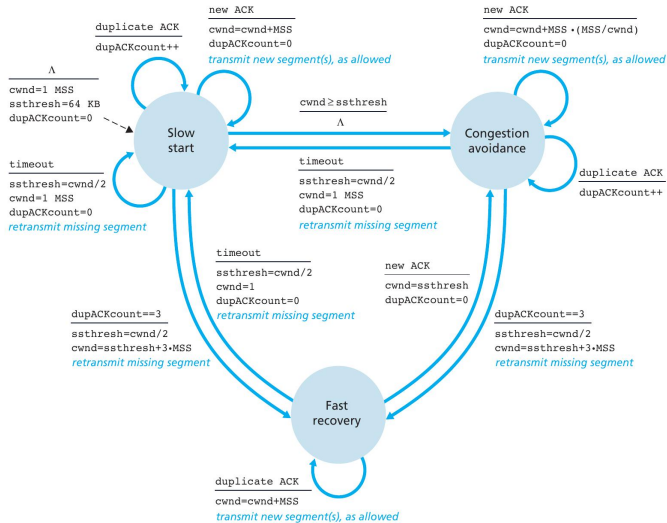 duplicate ACK
dupACKcount++
new ACK
cwnd=cwnd+MSS
dupACKcount=0
transmit new segment(s), as allowed
new ACK
cwnd=cwnd+MSS •(MSS/cwnd)
dupACKcount=0
transmit new segment(s), as allowed
Λ
cwnd=1 MSS
ssthresh=64 KB
dupACKcount=0
Slow
start
cwnd≥ssthresh
Λ
Congestion
avoidance
timeout
ssthresh=cwnd/2
cwnd=1 MSS
dupACKcount=0
retransmit missing segment
timeout
ssthresh=cwnd/2
cwnd=1 MSS
dupACKcount=0
retransmit missing segment
duplicate ACK
dupACKcount++
timeout
ssthresh=cwnd/2
cwnd=1
dupACKcount=0
retransmit missing segment
new ACK
cwnd=ssthresh
dupACKcount=0
dupACKcount==3
ssthresh=cwnd/2
cwnd=ssthresh+3•MSS
retransmit missing segment
dupACKcount==3
ssthresh=cwnd/2
cwnd=ssthresh+3•MSS
retransmit missing segment
Fast
recovery
duplicate ACK
cwnd=cwnd+MSS
transmit new segment(s), as allowed